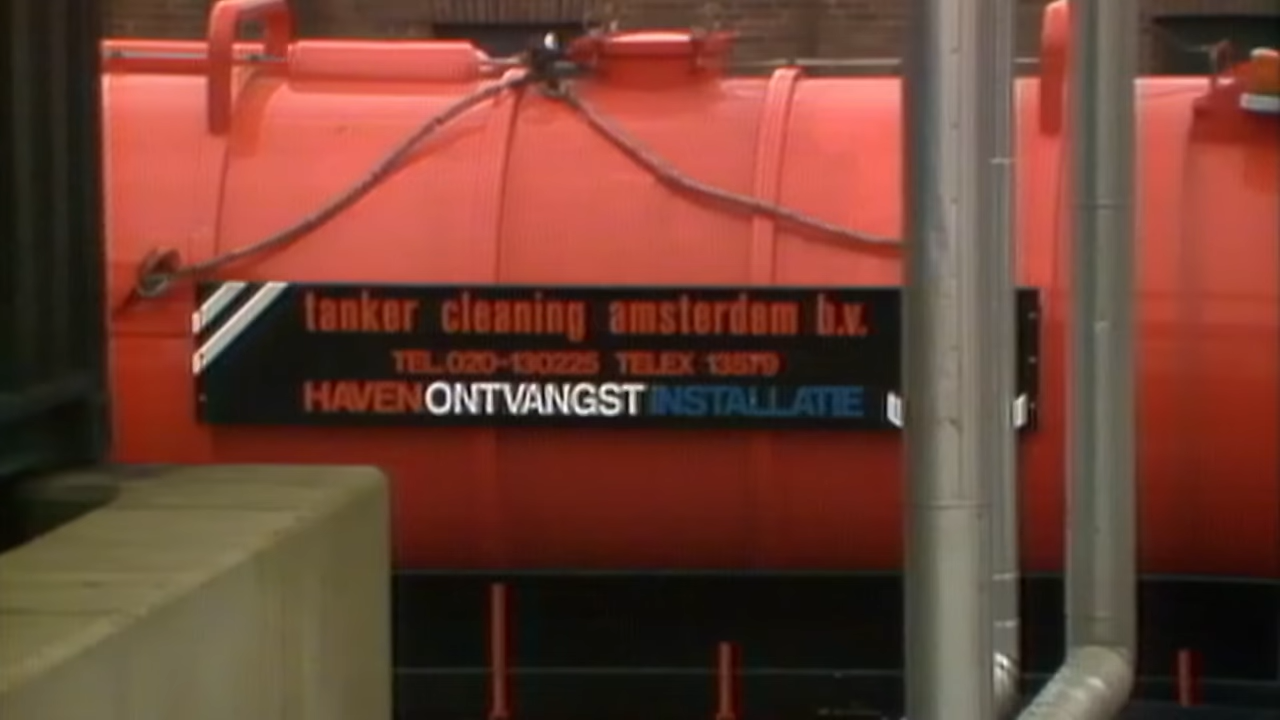 tanker cleaning amsterdam b.v.
TEL.020-130225 TELEX 13579
HAVENONTVANGSTINSTALLATIE